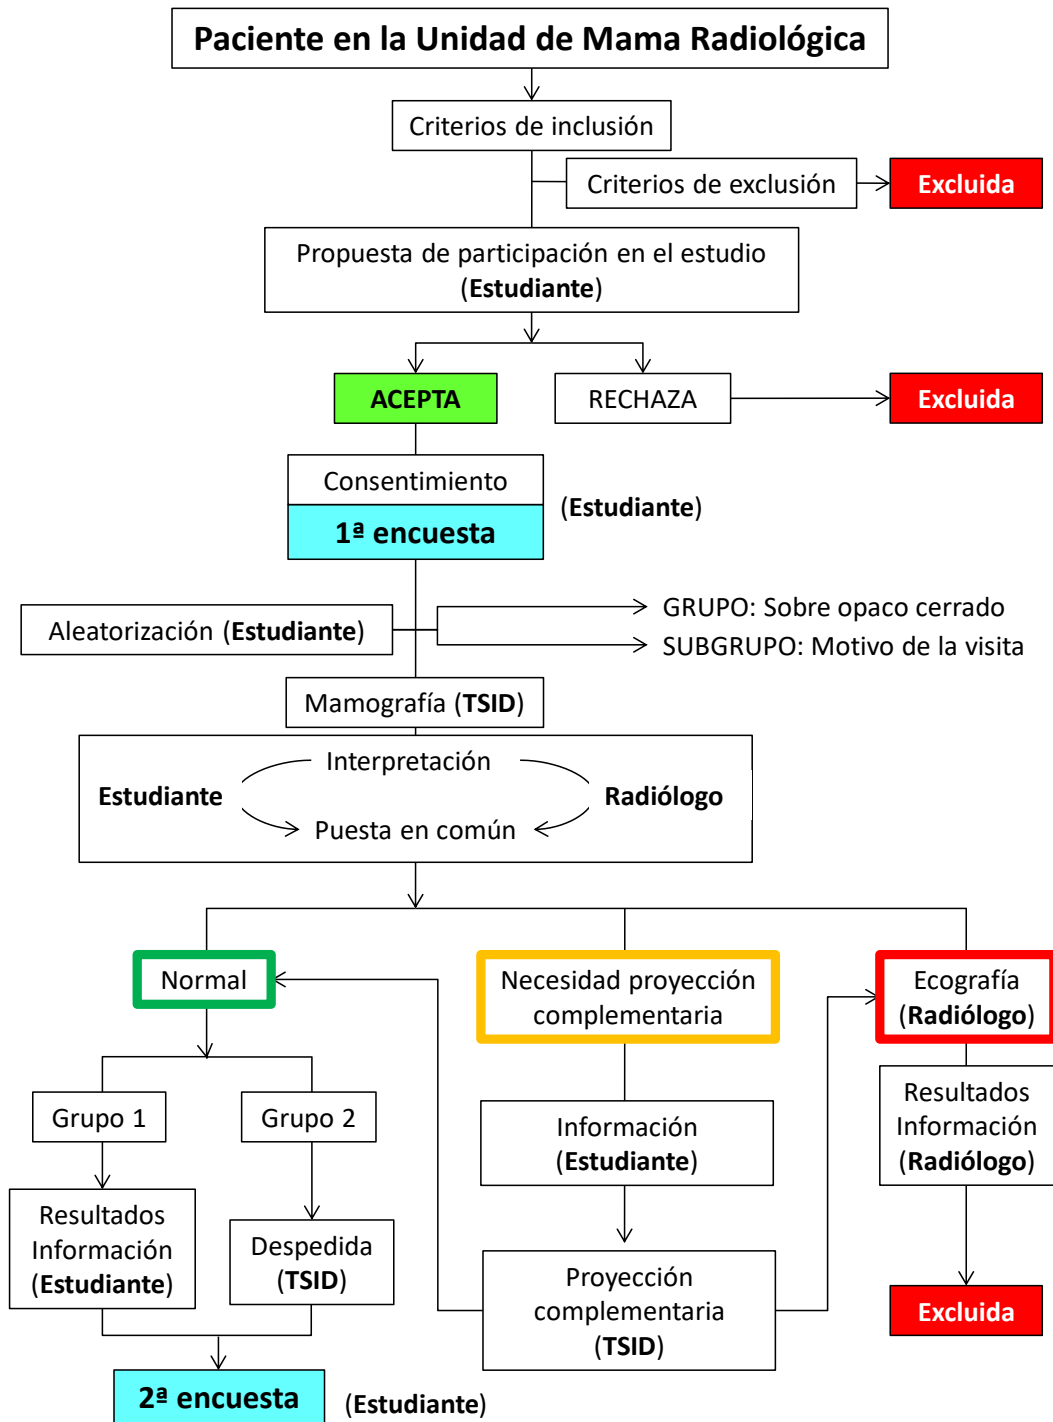 Paciente en la Unidad de Mama Radiológica
Criterios de inclusión
Criterios de exclusión
Excluida
Propuesta de participación en el estudio
(Estudiante)
ACEPTA
RECHAZA
Excluida
Consentimiento
1ª encuesta
(Estudiante)
Aleatorización (Estudiante)
GRUPO: Sobre opaco cerrado
SUBGRUPO: Motivo de la visita
Mamografía (TSID)
Interpretación
Estudiante
Radiólogo
Puesta en común
Normal
Necesidad proyección
complementaria
Ecografía
(Radiólogo)
Grupo 1
Grupo 2
Información
(Estudiante)
Resultados
Información
(Radiólogo)
Resultados
Información
(Estudiante)
Despedida
(TSID)
Proyección
complementaria
(TSID)
Excluida
2ª encuesta
(Estudiante)